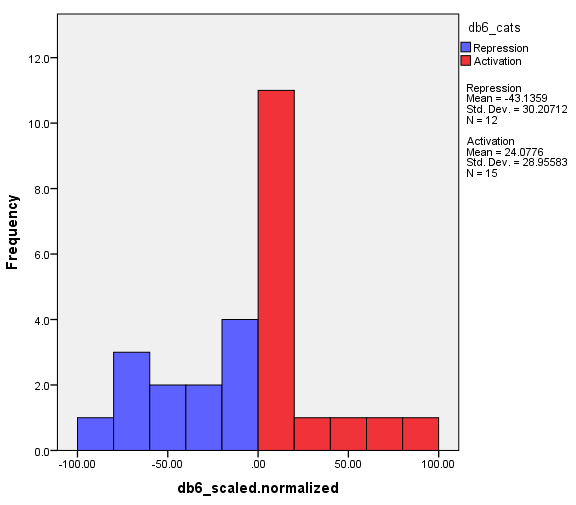 db6_cats
Repression
Activation
Repression
Mean = -43.1359
Std. Dev. = 30.20712
N = 12
Activation
Mean = 24.0776
Std. Dev. = 28.95583
N = 15
12.0
10.0
8.0
6.0
4.0
2.0
0.0
Frequency
-100.00 -50.00 .00 50.00 100.00
db6_scaled.normalized